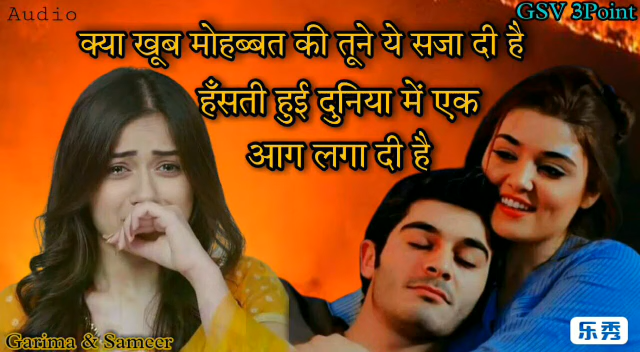 Audio
GSV 3Point
क्या खूब मोहब्बत की तूने ये सजा दी है
हँसती हुई दुनिया में एक
आग लगा दी है
Garima & Sameer
乐秀